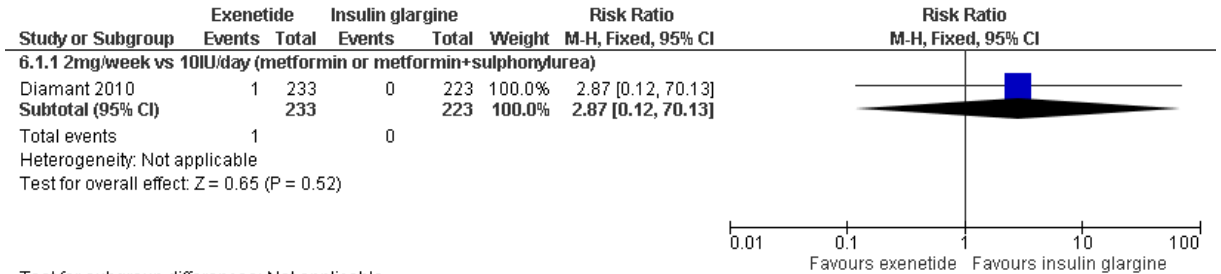 Exenetide Insulin glargine Risk Ratio Risk Ratio
Study or Subgroup Events Total Events Total Weight M-H, Fixed, 95% CI M-H, Fixed, 95% CI
6.1.1 2mg/week vs 10IU/day (metformin or metformin+sulphonylurea)
Diamant 2010 1 233 0 223 100.0% 2.87 [0.12, 70.13]
Subtotal (95% CI) 233 223 100.0% 2.87 [0.12, 70.13]
Total events 1 0
Heterogeneity: Not applicable
Test for overall effect: Z = 0.65 (P = 0.52)
0.01 0.1 1 10 100
Favours exenetide Favours insulin glargine